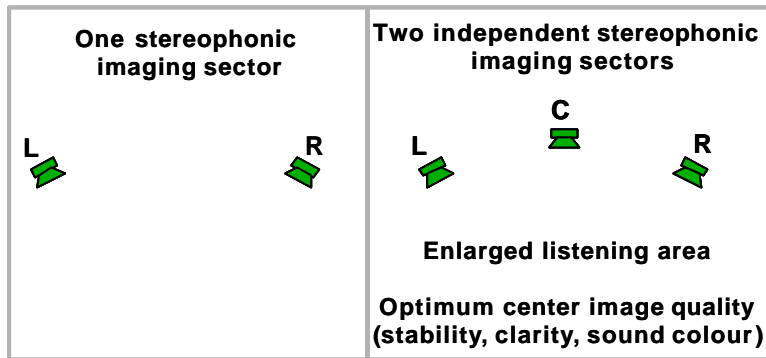 One stereophonic
imaging sector
L
R
Two independent stereophonic
imaging sectors
C
L
R
Enlarged listening area
Optimum center image quality
(stability, clarity, sound colour)